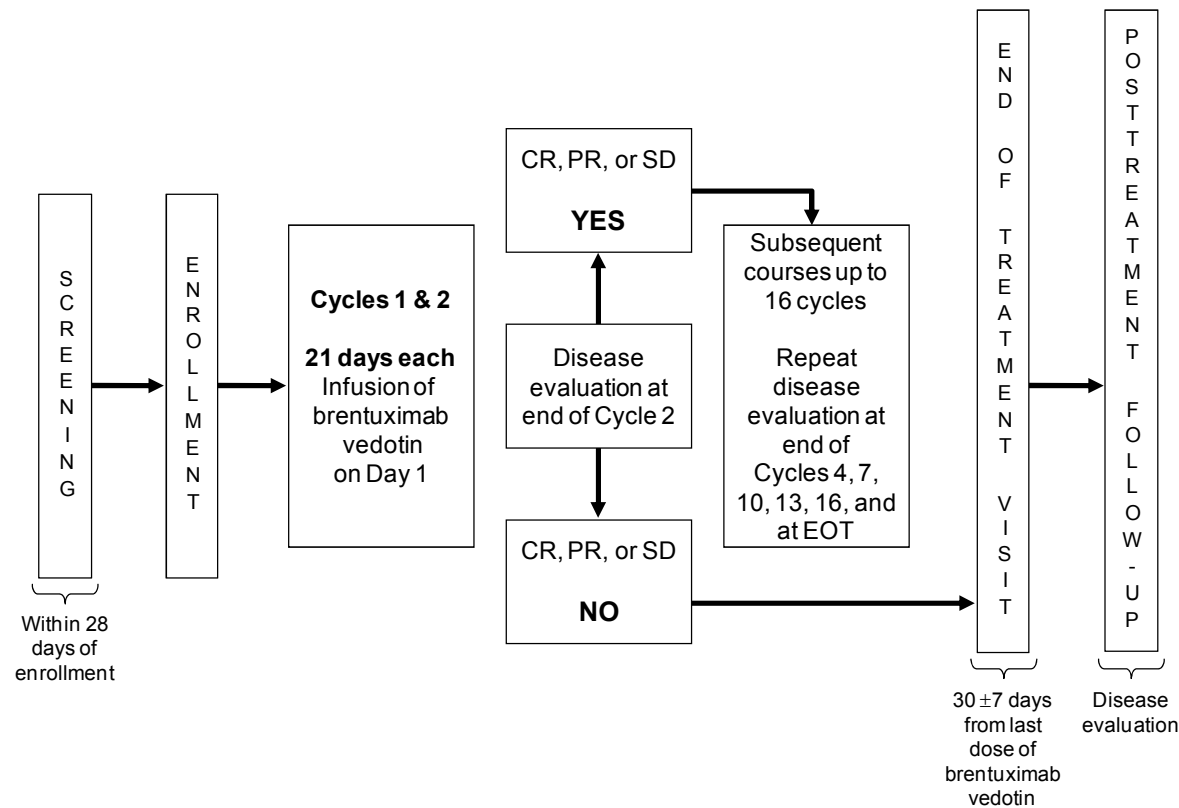 SCREENING
Within 28
days of
enrollment
ENROLLMENT
Cycles 1 & 2
21 days each
Infusion of
brentuximab
vedotin
on Day 1
CR, PR, or SD
YES
Disease
evaluation at
end of Cycle 2
CR, PR, or SD
NO
Subsequent
courses up to
16 cycles
Repeat
disease
evaluation at
end of
Cycles 4, 7,
10, 13, 16, and
at EOT
END OF TREATMENT VISIT
30 ±7 days
from last
dose of
brentuximab
vedotin
POSTTREATMENT FOLLOW-UP
Disease
evaluation